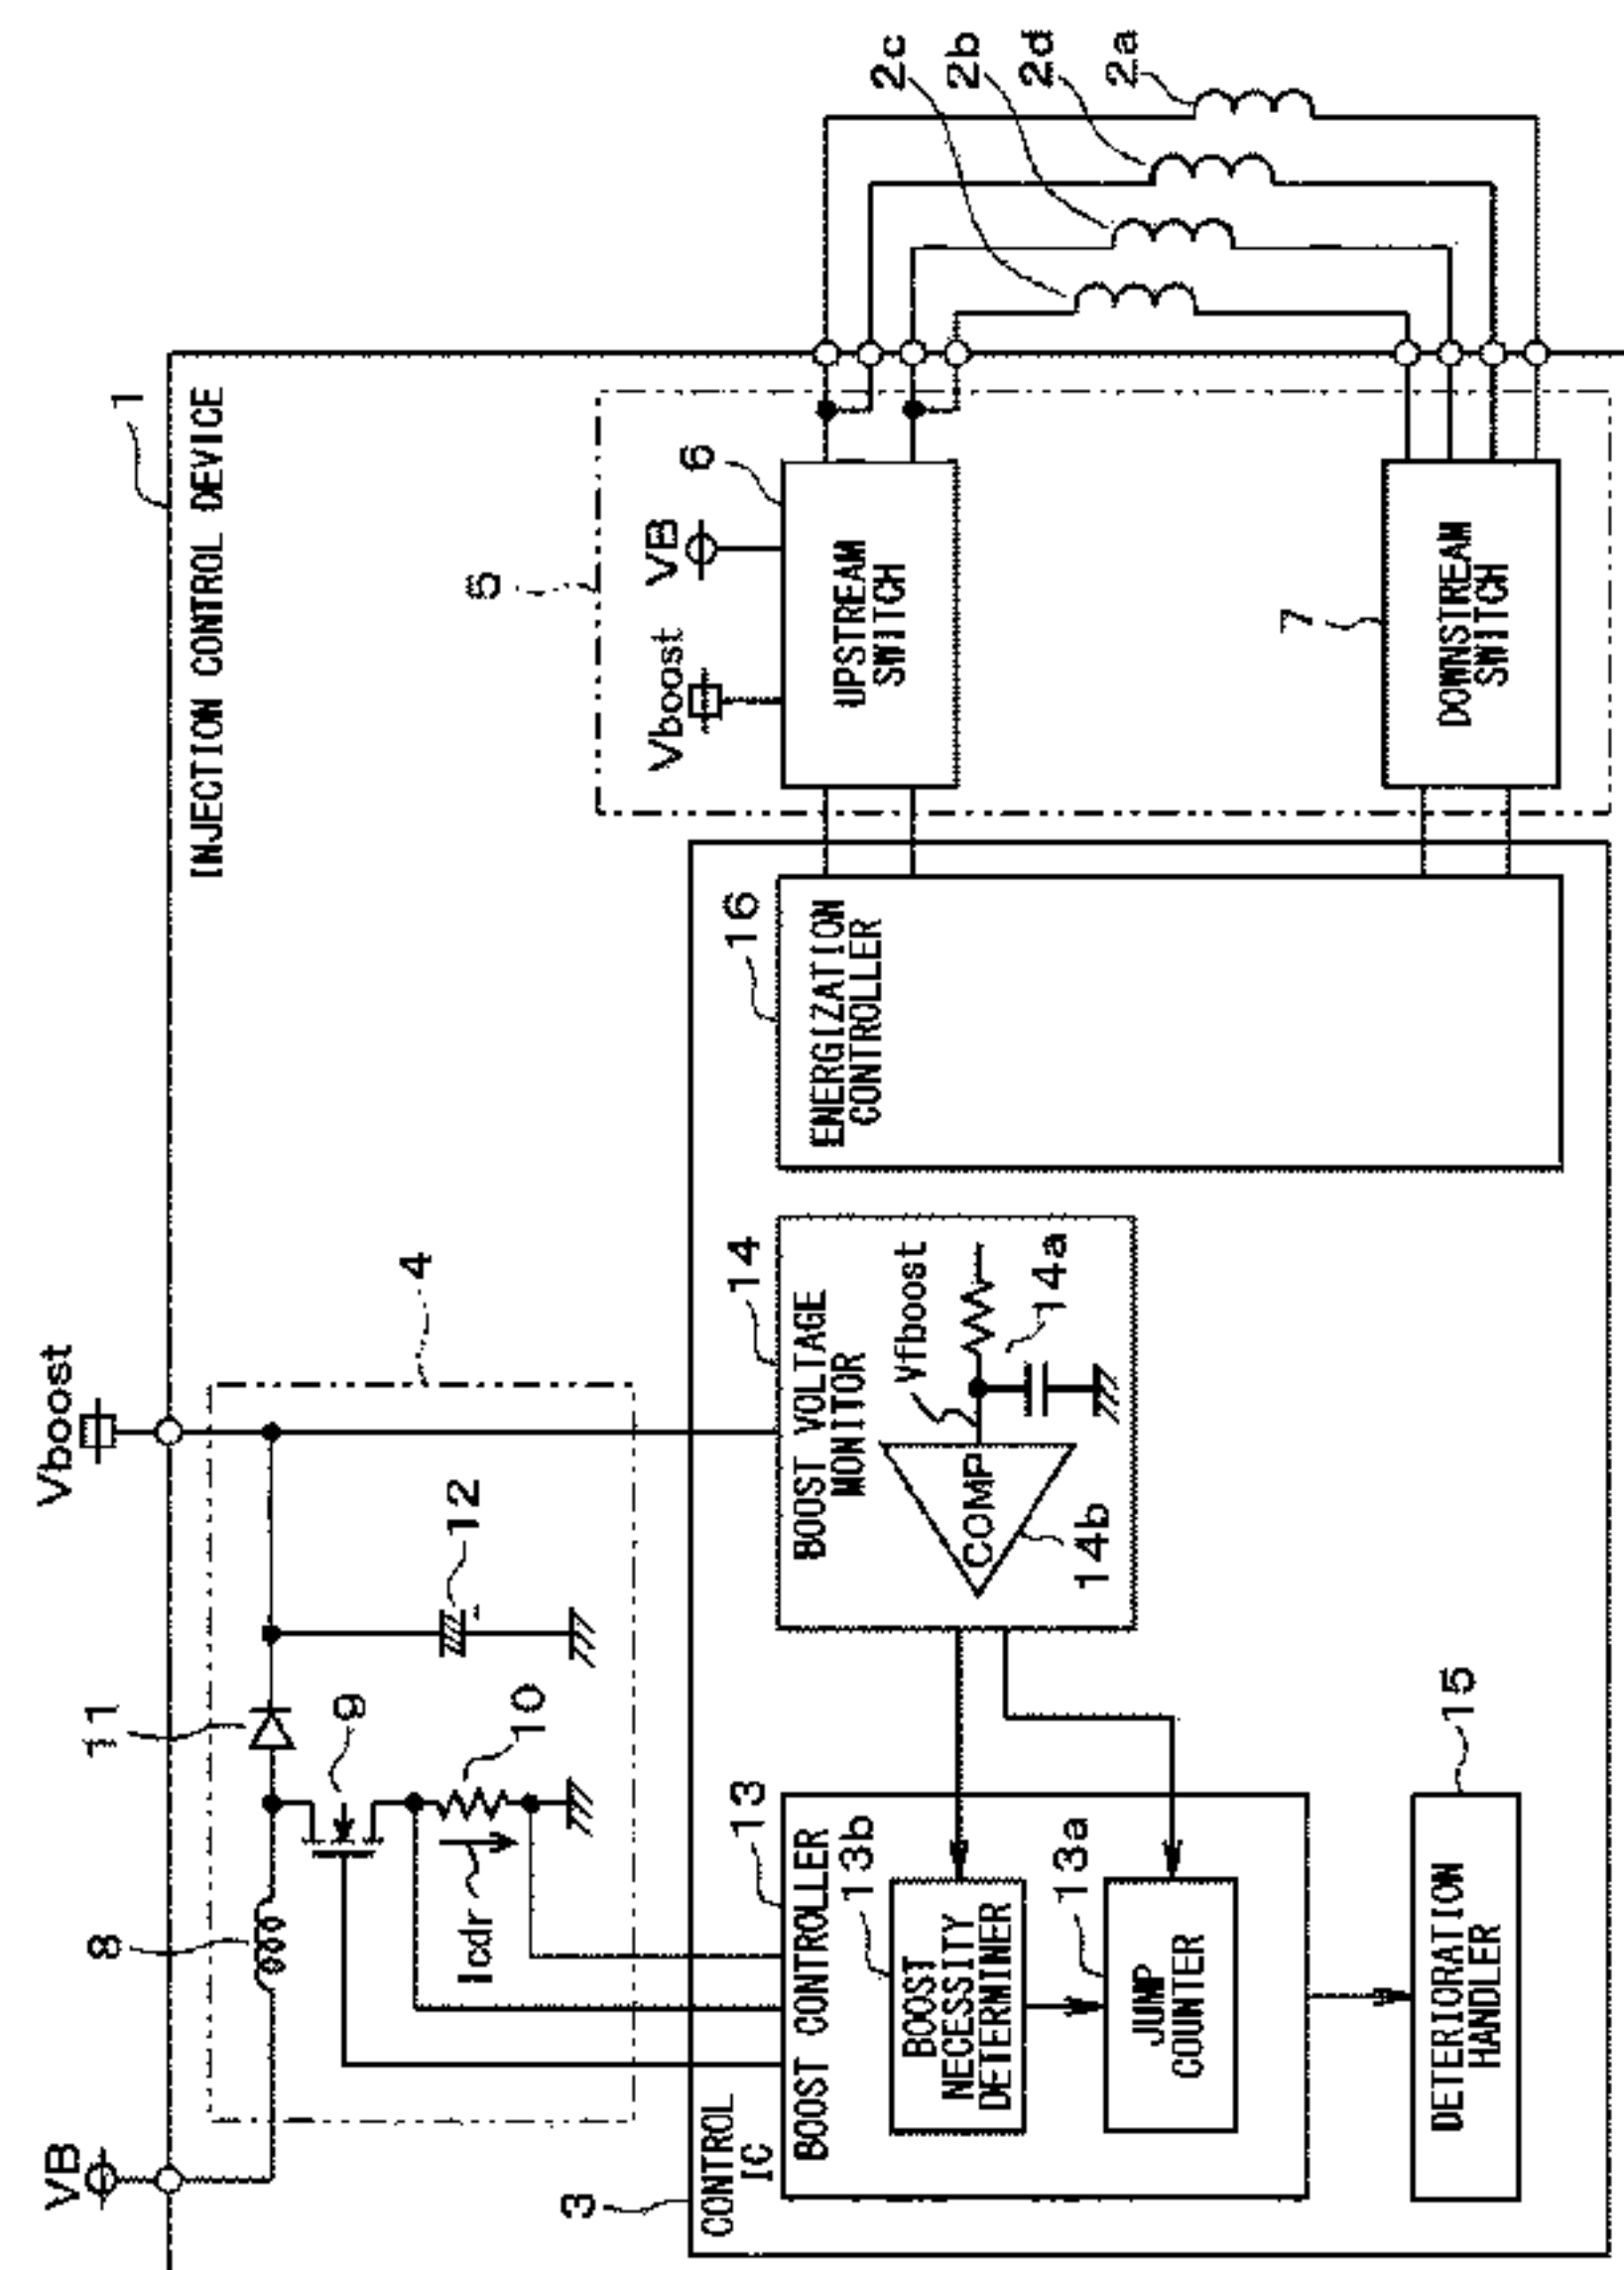 1
INJECTION CONTROL DEVICE
VB
Vboost
8
11
9
10
Icdr
12
4
5
Vboost
VB
6
UPSTREAM
SWITCH
7
DOWNSTREAM
SWITCH
2c
2b
2d
2a
3
CONTROL
IC
13
BOOST CONTROLLER
13b
BOOST
NECESSITY
DETERMINER
13a
JUMP
COUNTER
14
BOOST VOLTAGE
MONITOR
Vfboost
COMP
14a
14b
15
DETERIORATION
HANDLER
16
ENERGIZATION
CONTROLLER